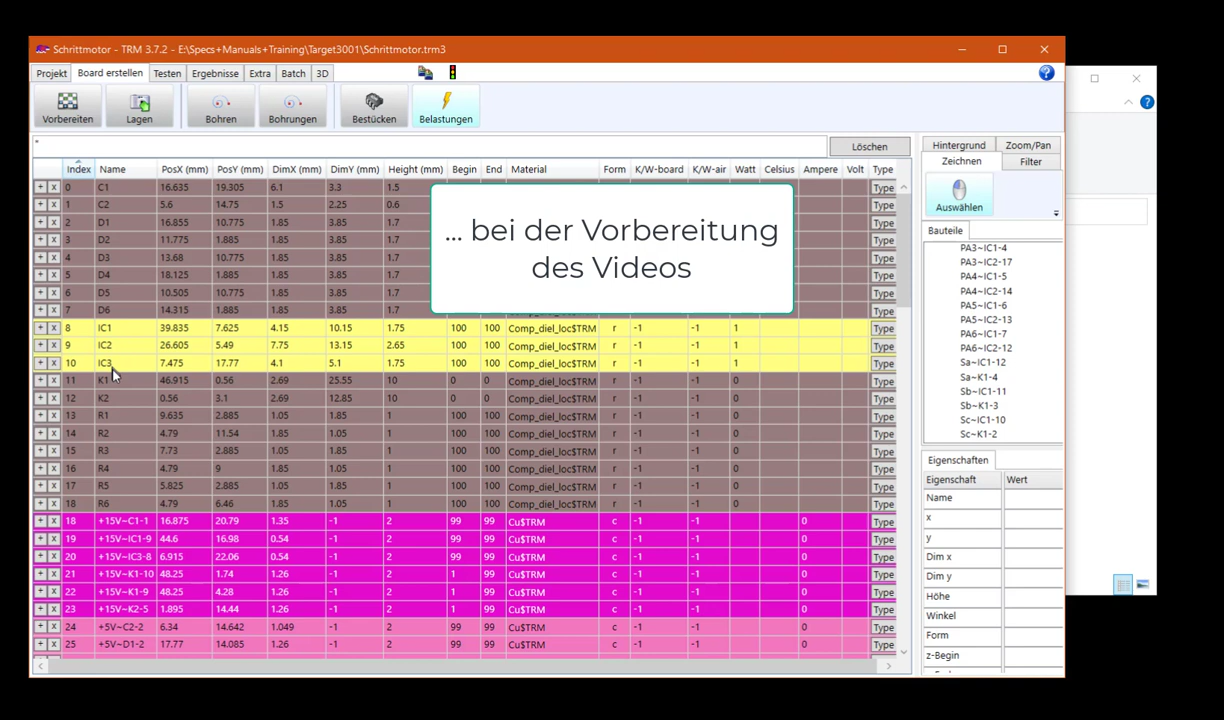 Schrittmotor - TRM 3.7.2 - E:\Specs+Manuals+Training\Target3001\Schrittmotor.trm3
Projekt Board erstellen Testen Ergebnisse Extra Batch 3D
Vorbereiten Lagen Bohren Bohrungen Bestücken Belastungen
* Löschen
Index Name PosX (mm) PosY (mm) DimX (mm) DimY (mm) Height (mm) Begin End Material Form K/W-board K/W-air Watt Celsius Ampere Volt Type
+ x 0 C1 16.635 19.305 6.1 3.3 1.5 Type
+ x 1 C2 5.6 14.75 1.5 2.25 0.6 Type
+ x 2 D1 16.855 10.775 1.85 3.85 1.7 Type
+ x 3 D2 11.775 1.885 1.85 3.85 1.7 Type
+ x 4 D3 13.68 10.775 1.85 3.85 1.7 Type
+ x 5 D4 18.125 1.885 1.85 3.85 1.7 Type
+ x 6 D5 10.505 10.775 1.85 3.85 1.7 Type
+ x 7 D6 14.315 1.885 1.85 3.85 1.7 Type
... bei der Vorbereitung
des Videos
+ x 8 IC1 39.835 7.625 4.15 10.15 1.75 100 100 Comp_diel_loc$TRM r -1 -1 1 Type
+ x 9 IC2 26.605 5.49 7.75 13.15 2.65 100 100 Comp_diel_loc$TRM r -1 -1 1 Type
+ x 10 IC3 7.475 17.77 4.1 5.1 1.75 100 100 Comp_diel_loc$TRM r -1 -1 1 Type
+ x 11 K1 46.915 0.56 2.69 25.55 10 0 0 Comp_diel_loc$TRM r -1 -1 0 Type
+ x 12 K2 0.56 3.1 2.69 12.85 10 0 0 Comp_diel_loc$TRM r -1 -1 0 Type
+ x 13 R1 9.635 2.885 1.05 1.85 1 100 100 Comp_diel_loc$TRM r -1 -1 0 Type
+ x 14 R2 4.79 11.54 1.85 1.05 1 100 100 Comp_diel_loc$TRM r -1 -1 0 Type
+ x 15 R3 7.73 2.885 1.05 1.85 1 100 100 Comp_diel_loc$TRM r -1 -1 0 Type
+ x 16 R4 4.79 9 1.85 1.05 1 100 100 Comp_diel_loc$TRM r -1 -1 0 Type
+ x 17 R5 5.825 2.885 1.05 1.85 1 100 100 Comp_diel_loc$TRM r -1 -1 0 Type
+ x 18 R6 4.79 6.46 1.85 1.05 1 100 100 Comp_diel_loc$TRM r -1 -1 0 Type
+ x 18 +15V~C1-1 16.875 20.79 1.35 -1 2 99 99 Cu$TRM c -1 -1 0 Type
+ x 19 +15V~IC1-9 44.6 16.98 0.54 -1 2 99 99 Cu$TRM c -1 -1 0 Type
+ x 20 +15V~IC3-8 6.915 22.06 0.54 -1 2 99 99 Cu$TRM c -1 -1 0 Type
+ x 21 +15V~K1-10 48.25 1.74 1.26 -1 2 1 99 Cu$TRM c -1 -1 0 Type
+ x 22 +15V~K1-9 48.25 4.28 1.26 -1 2 1 99 Cu$TRM c -1 -1 0 Type
+ x 23 +15V~K2-5 1.895 14.44 1.26 -1 2 1 99 Cu$TRM c -1 -1 0 Type
+ x 24 +5V~C2-2 6.34 14.642 1.049 -1 2 99 99 Cu$TRM c -1 -1 0 Type
+ x 25 +5V~D1-2 17.77 14.085 1.26 -1 2 99 99 Cu$TRM c -1 -1 0 Type
Hintergrund Zoom/Pan
Zeichnen Filter
Auswählen
Bauteile
PA3~IC1-4
PA3~IC2-17
PA4~IC1-5
PA4~IC2-14
PA5~IC1-6
PA5~IC2-13
PA6~IC1-7
PA6~IC2-12
Sa~IC1-12
Sa~K1-4
Sb~IC1-11
Sb~K1-3
Sc~IC1-10
Sc~K1-2
Eigenschaften
Eigenschaft Wert
Name
x
y
Dim x
Dim y
Höhe
Winkel
Form
z-Begin